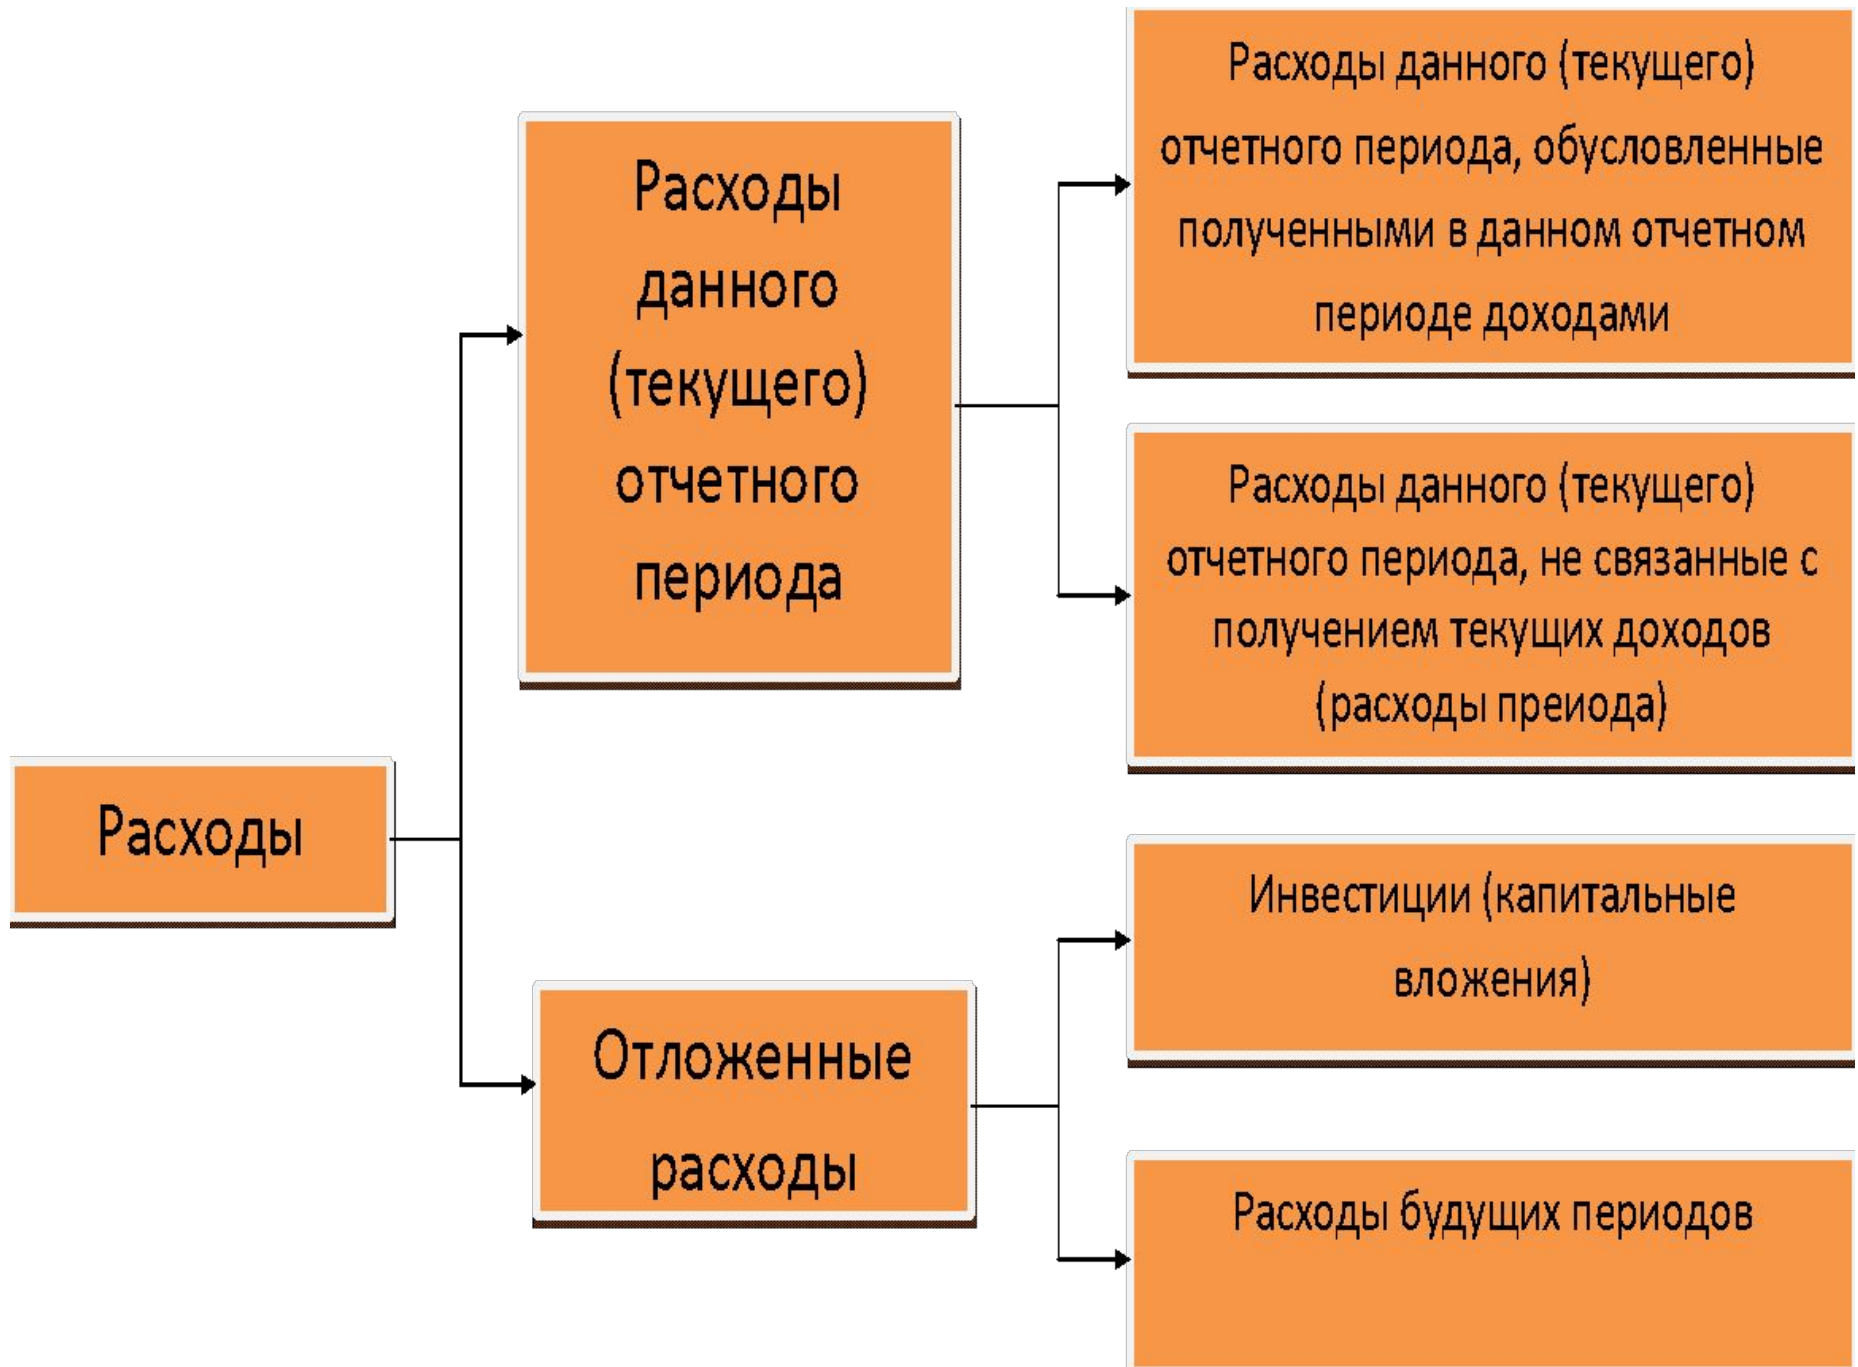 Расходы
Расходы
данного
(текущего)
отчетного
периода
Отложенные
расходы
Расходы данного (текущего)
отчетного периода, обусловленные
полученными в данном отчетном
периоде доходами
Расходы данного (текущего)
отчетного периода, не связанные с
получением текущих доходов
(расходы преиода)
Инвестиции (капитальные
вложения)
Расходы будущих периодов